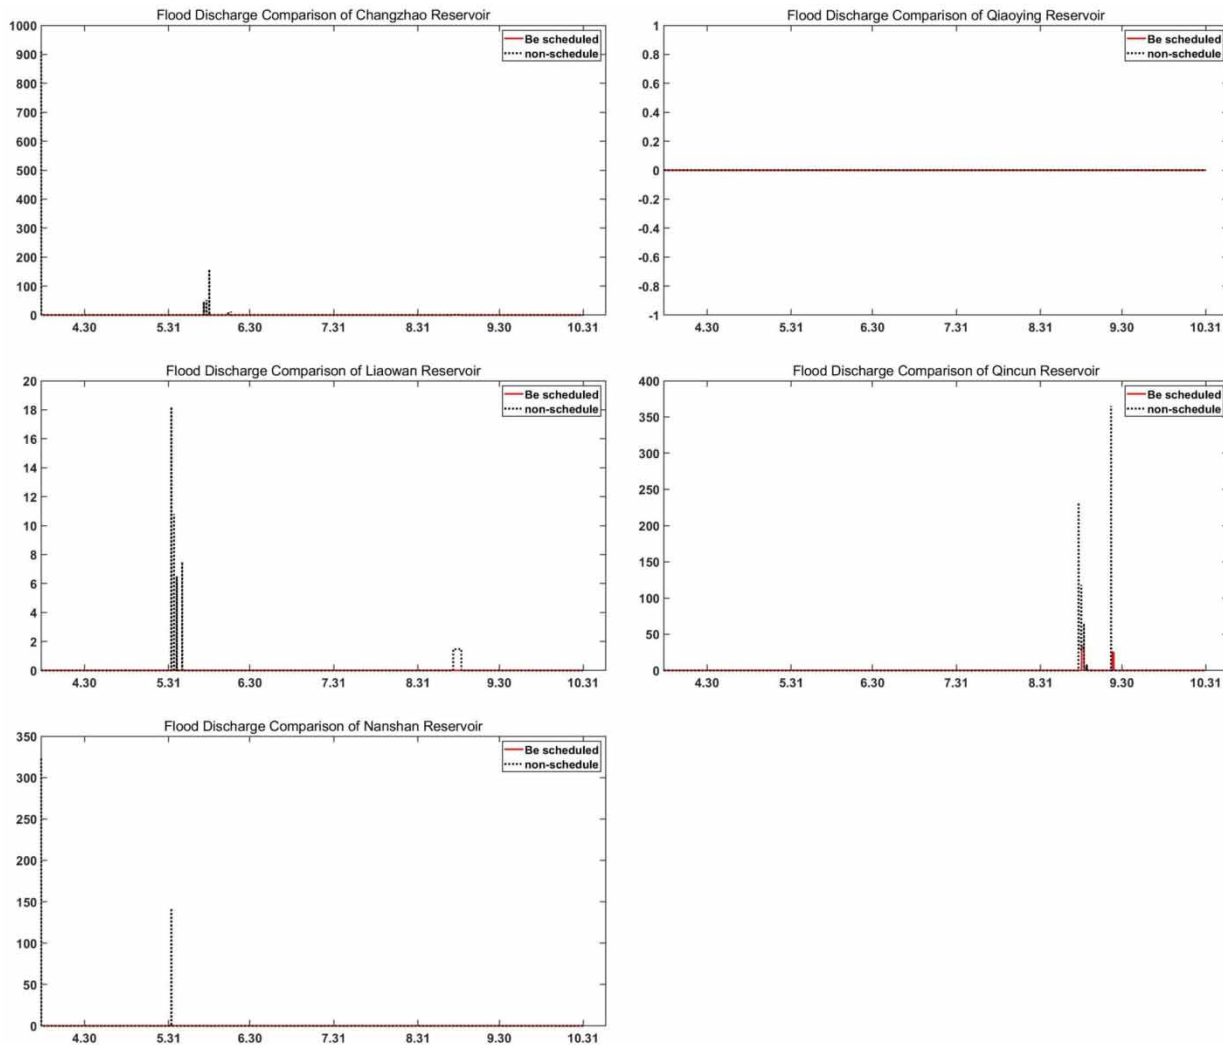 Flood Discharge Comparison of Changzhao Reservoir
1000
900
800
700
600
500
400
300
200
100
0
4.30 5.31 6.30 7.31 8.31 9.30 10.31
Be scheduled
non-schedule
Flood Discharge Comparison of Qiaoying Reservoir
1
0.8
0.6
0.4
0.2
0
-0.2
-0.4
-0.6
-0.8
-1
4.30 5.31 6.30 7.31 8.31 9.30 10.31
Be scheduled
non-schedule
Flood Discharge Comparison of Liaowan Reservoir
20
18
16
14
12
10
8
6
4
2
0
4.30 5.31 6.30 7.31 8.31 9.30 10.31
Be scheduled
non-schedule
Flood Discharge Comparison of Qincun Reservoir
400
350
300
250
200
150
100
50
0
4.30 5.31 6.30 7.31 8.31 9.30 10.31
Be scheduled
non-schedule
Flood Discharge Comparison of Nanshan Reservoir
350
300
250
200
150
100
50
0
4.30 5.31 6.30 7.31 8.31 9.30 10.31
Be scheduled
non-schedule